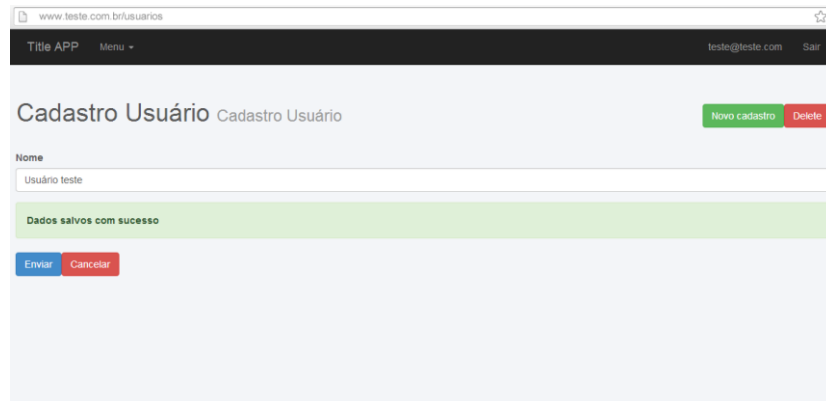 www.teste.com.br/usuarios
Title APP Menu teste@teste.com Sair
Cadastro Usuário Cadastro Usuário Novo cadastro Delete
Nome
Usuário teste
Dados salvos com sucesso
Enviar Cancelar